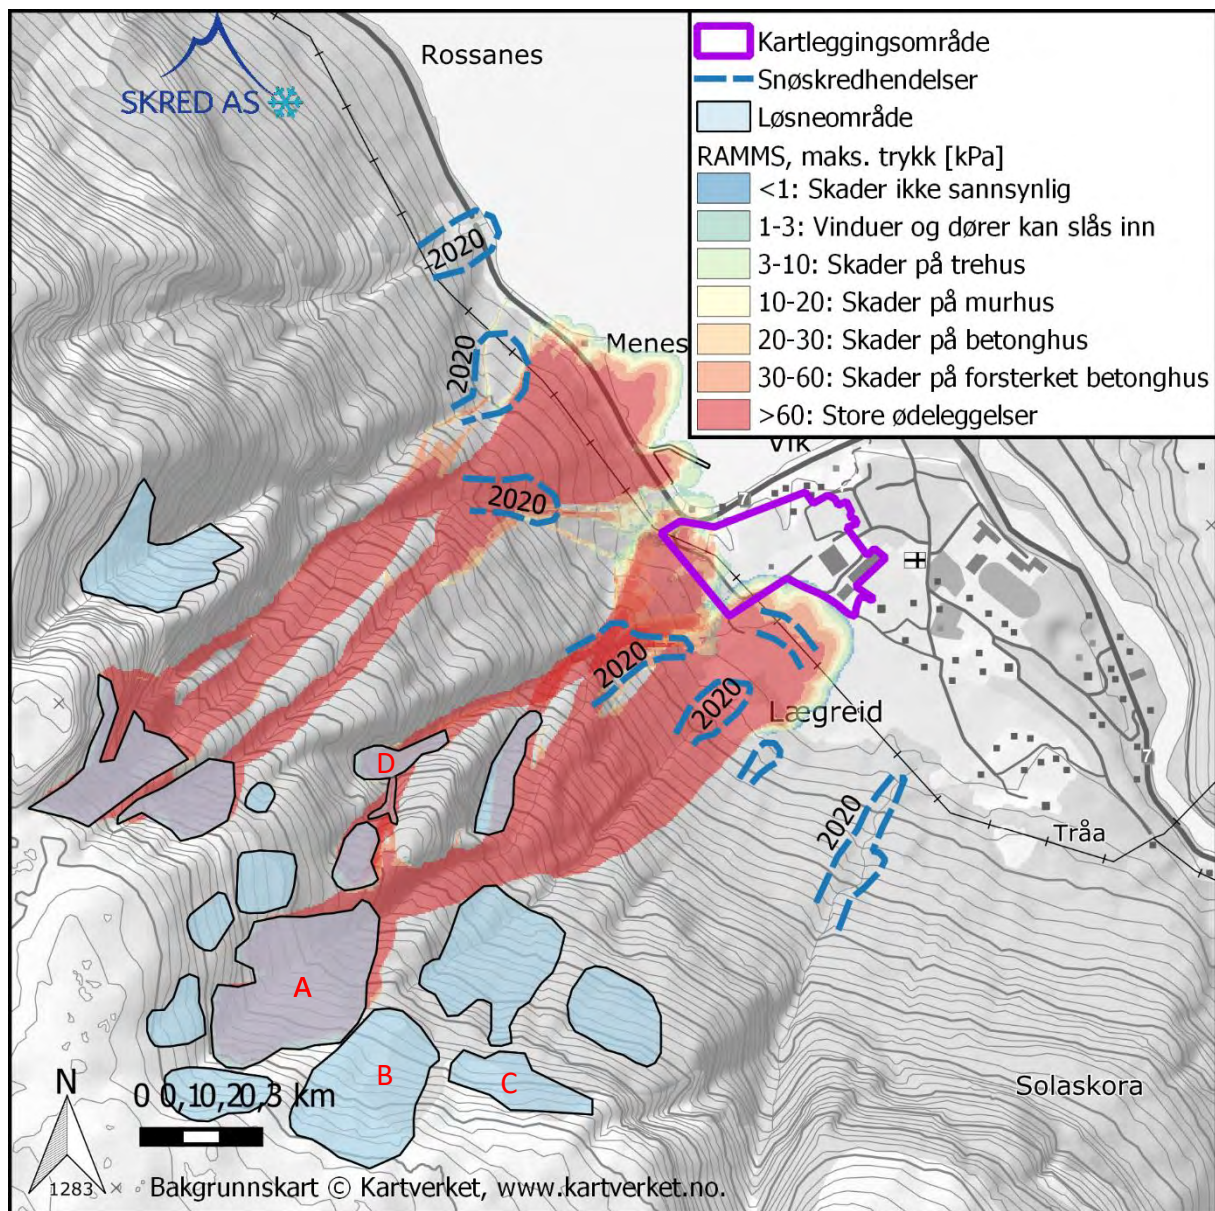 SKRED AS
Rossanes
Kartleggingsområde
Snøskredhendelser
Løsneområde
RAMMS, maks. trykk [kPa]
<1: Skader ikke sannsynlig
1-3: Vinduer og dører kan slås inn
3-10: Skader på trehus
10-20: Skader på murhus
20-30: Skader på betonghus
30-60: Skader på forsterket betonghus
>60: Store ødeleggelser
2020
Menes
2020
Vik
2020
7
2020
2020
Lægreid
7
D
2020
Tråa
A
B
C
Solaskora
N
0 0,10,20,3 km
1283
Bakgrunnskart © Kartverket, www.kartverket.no.